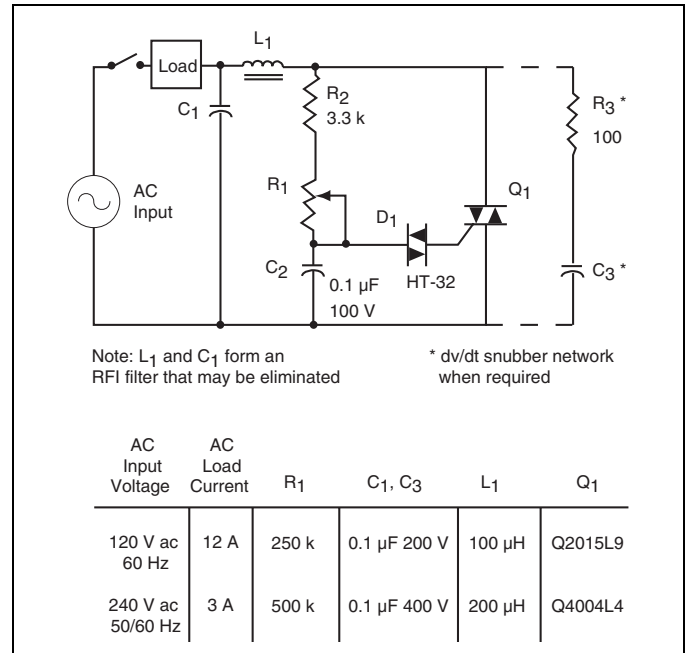 L1
Load
C1
R2
3.3 k
R3 *
100
AC
Input
R1
D1
Q1
C2
0.1 µF
100 V
HT-32
C3 *
Note: L1 and C1 form an
RFI filter that may be eliminated
* dv/dt snubber network
when required
AC
Input
Voltage
AC
Load
Current
R1
C1, C3
L1
Q1
120 V ac
60 Hz
12 A
250 k
0.1 µF 200 V
100 µH
Q2015L9
240 V ac
50/60 Hz
3 A
500 k
0.1 µF 400 V
200 µH
Q4004L4